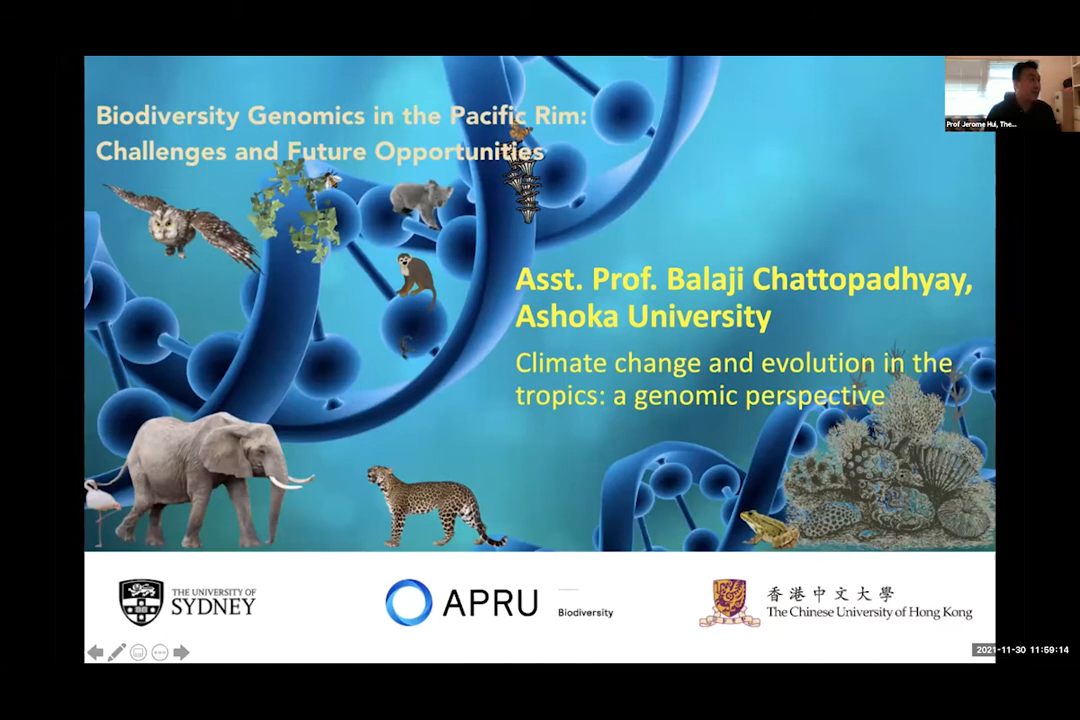 Biodiversity Genomics in the Pacific Rim:
Challenges and Future Opportunities
Prof Jerome Hui, The...
Asst. Prof. Balaji Chattopadhyay,
Ashoka University
Climate change and evolution in the
tropics: a genomic perspective
THE UNIVERSITY OF
SYDNEY
APRU
Biodiversity
香港中文大學
The Chinese University of Hong Kong
2021-11-30 11:59:14